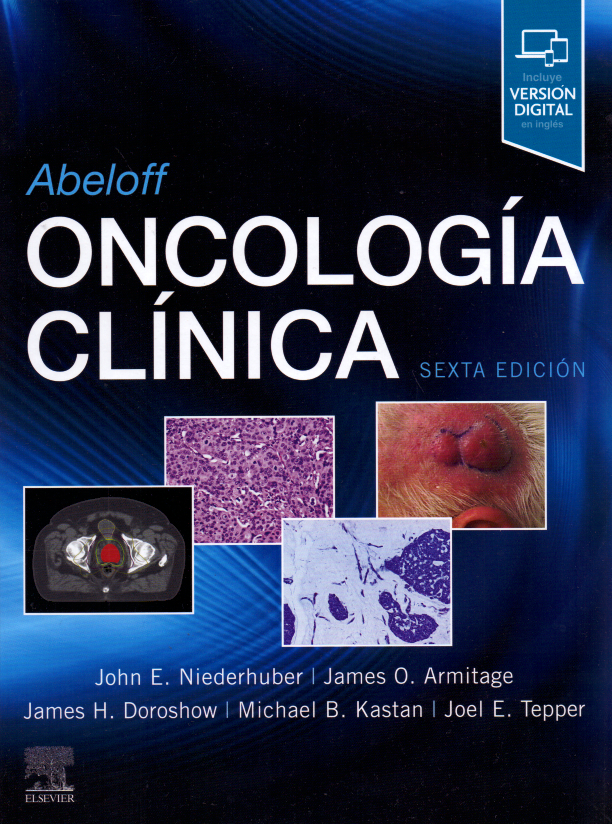 Incluye
VERSIÓN
DIGITAL
en inglés
Abeloff
ONCOLOGÍA
CLÍNICA
SEXTA EDICIÓN
John E. Niederhuber | James O. Armitage
James H. Doroshow | Michael B. Kastan | Joel E. Tepper
ELSEVIER